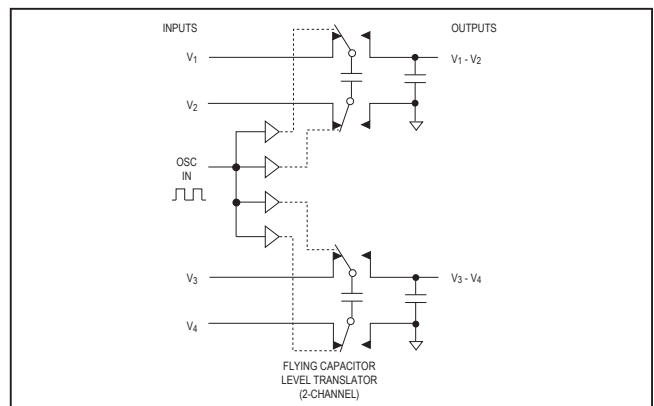 INPUTS
OUTPUTS
V1
V1 - V2
V2
OSC
IN
V3
V3 - V4
V4
FLYING CAPACITOR
LEVEL TRANSLATOR
(2-CHANNEL)